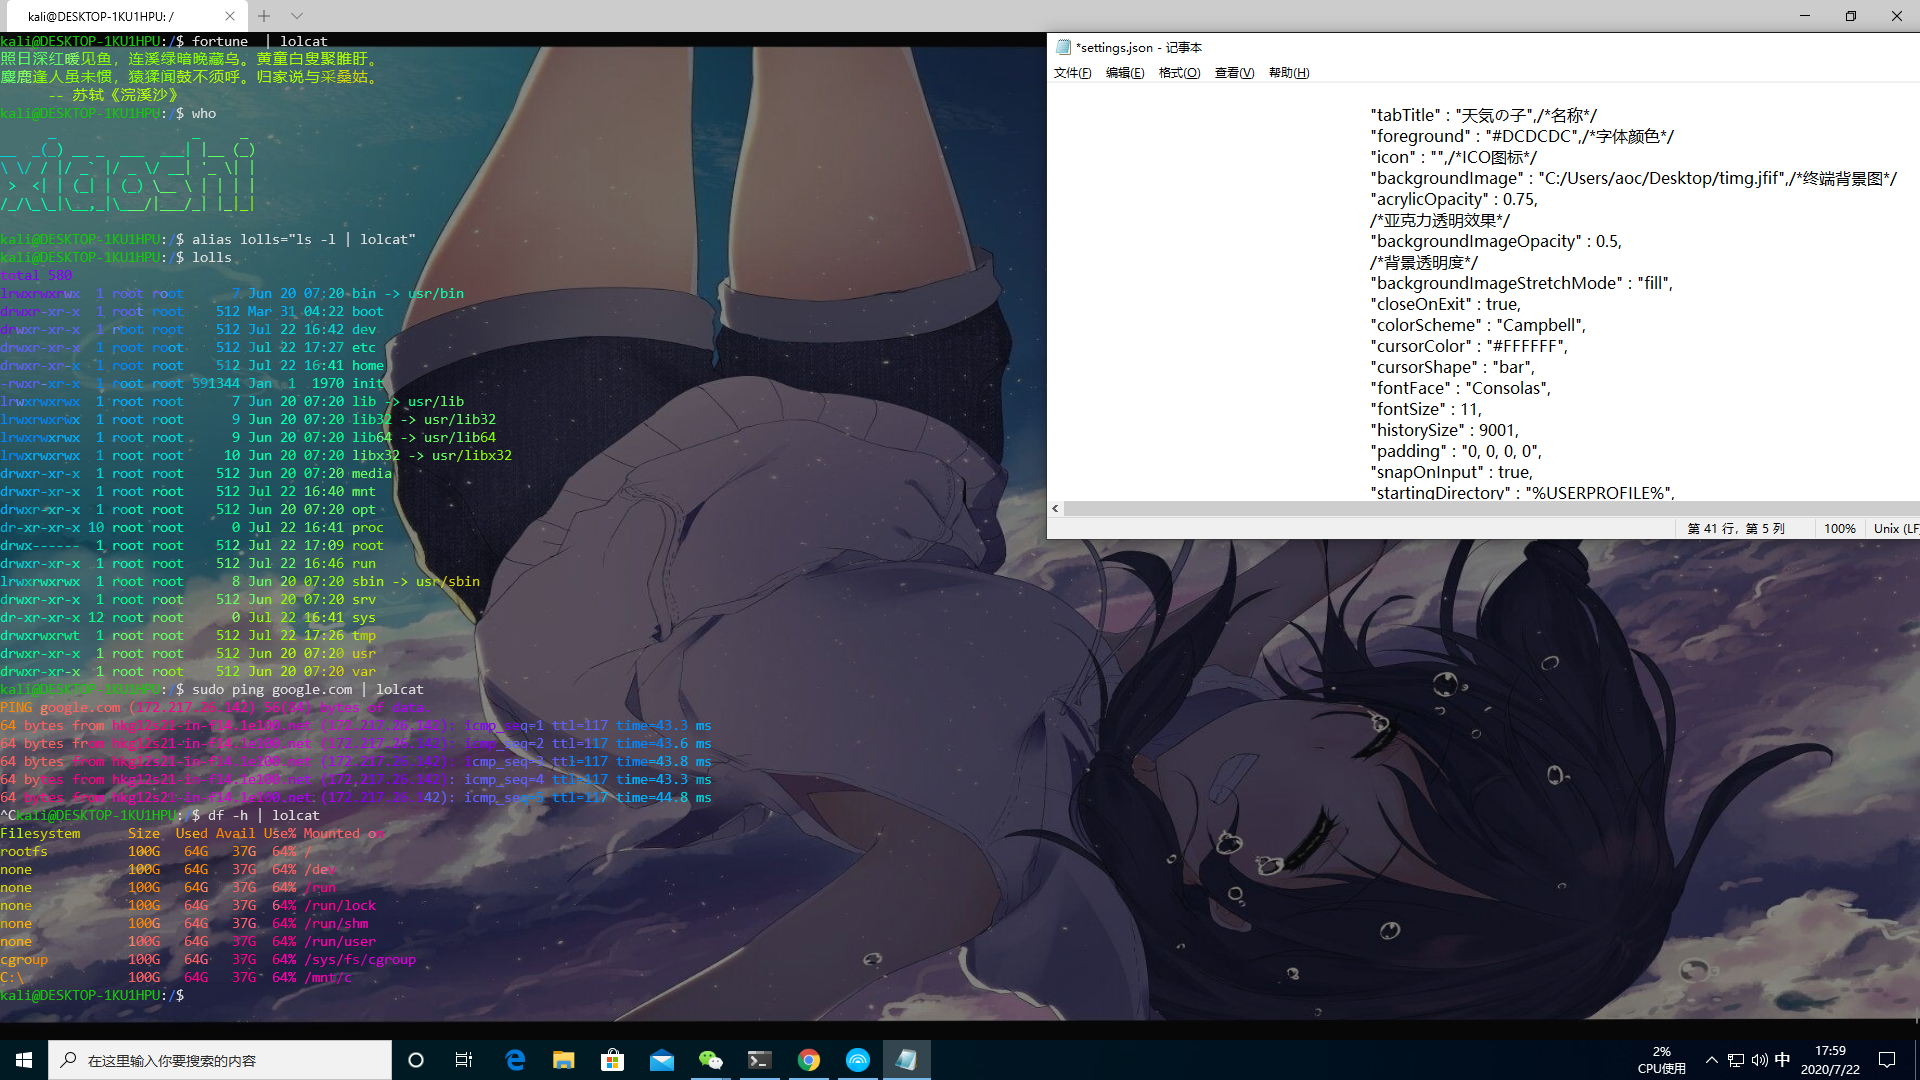 kali@DESKTOP-1KU1HPU: /
kali@DESKTOP-1KU1HPU:/$ fortune  | lolcat
照日深红暖见鱼，连溪绿暗晚藏乌。黄童白叟聚睢盱。
麋鹿逢人虽未惯，猿猱闻鼓不须呼。归家说与采桑姑。
-- 苏轼《浣溪沙》
kali@DESKTOP-1KU1HPU:/$ who
kali@DESKTOP-1KU1HPU:/$ alias lolls="ls -l | lolcat"
kali@DESKTOP-1KU1HPU:/$ lolls
total 580
lrwxrwxrwx  1 root root      7 Jun 20 07:20 bin -> usr/bin
drwxr-xr-x  1 root root    512 Mar 31 04:22 boot
drwxr-xr-x  1 root root    512 Jul 22 16:42 dev
drwxr-xr-x  1 root root    512 Jul 22 17:27 etc
drwxr-xr-x  1 root root    512 Jul 22 16:41 home
-rwxr-xr-x  1 root root 591344 Jan  1  1970 init
lrwxrwxrwx  1 root root      7 Jun 20 07:20 lib -> usr/lib
lrwxrwxrwx  1 root root      9 Jun 20 07:20 lib32 -> usr/lib32
lrwxrwxrwx  1 root root      9 Jun 20 07:20 lib64 -> usr/lib64
lrwxrwxrwx  1 root root     10 Jun 20 07:20 libx32 -> usr/libx32
drwxr-xr-x  1 root root    512 Jun 20 07:20 media
drwxr-xr-x  1 root root    512 Jul 22 16:40 mnt
drwxr-xr-x  1 root root    512 Jun 20 07:20 opt
dr-xr-xr-x 10 root root      0 Jul 22 16:41 proc
drwx------  1 root root    512 Jul 22 17:09 root
drwxr-xr-x  1 root root    512 Jul 22 16:46 run
lrwxrwxrwx  1 root root      8 Jun 20 07:20 sbin -> usr/sbin
drwxr-xr-x  1 root root    512 Jun 20 07:20 srv
dr-xr-xr-x 12 root root      0 Jul 22 16:41 sys
drwxrwxrwt  1 root root    512 Jul 22 17:26 tmp
drwxr-xr-x  1 root root    512 Jun 20 07:20 usr
drwxr-xr-x  1 root root    512 Jun 20 07:20 var
kali@DESKTOP-1KU1HPU:/$ sudo ping google.com | lolcat
PING google.com (172.217.26.142) 56(84) bytes of data.
64 bytes from hkg12s21-in-f14.1e100.net (172.217.26.142): icmp_seq=1 ttl=117 time=43.3 ms
64 bytes from hkg12s21-in-f14.1e100.net (172.217.26.142): icmp_seq=2 ttl=117 time=43.6 ms
64 bytes from hkg12s21-in-f14.1e100.net (172.217.26.142): icmp_seq=3 ttl=117 time=43.8 ms
64 bytes from hkg12s21-in-f14.1e100.net (172.217.26.142): icmp_seq=4 ttl=117 time=43.3 ms
64 bytes from hkg12s21-in-f14.1e100.net (172.217.26.142): icmp_seq=5 ttl=117 time=44.8 ms
^Ckali@DESKTOP-1KU1HPU:/$ df -h | lolcat
Filesystem      Size  Used Avail Use% Mounted on
rootfs          100G   64G   37G  64% /
none            100G   64G   37G  64% /dev
none            100G   64G   37G  64% /run
none            100G   64G   37G  64% /run/lock
none            100G   64G   37G  64% /run/shm
none            100G   64G   37G  64% /run/user
cgroup          100G   64G   37G  64% /sys/fs/cgroup
C:\             100G   64G   37G  64% /mnt/c
kali@DESKTOP-1KU1HPU:/$
*settings.json - 记事本
文件(F) 编辑(E) 格式(O) 查看(V) 帮助(H)
"tabTitle" : "天気の子",/*名称*/
"foreground" : "#DCDCDC",/*字体颜色*/
"icon" : "",/*ICO图标*/
"backgroundImage" : "C:/Users/aoc/Desktop/timg.jfif",/*终端背景图*/
"acrylicOpacity" : 0.75,
/*亚克力透明效果*/
"backgroundImageOpacity" : 0.5,
/*背景透明度*/
"backgroundImageStretchMode" : "fill",
"closeOnExit" : true,
"colorScheme" : "Campbell",
"cursorColor" : "#FFFFFF",
"cursorShape" : "bar",
"fontFace" : "Consolas",
"fontSize" : 11,
"historySize" : 9001,
"padding" : "0, 0, 0, 0",
"snapOnInput" : true,
"startingDirectory" : "%USERPROFILE%",
第 41 行，第 5 列 100% Unix (LF
在这里输入你要搜索的内容
2%
CPU使用
中
17:59
2020/7/22